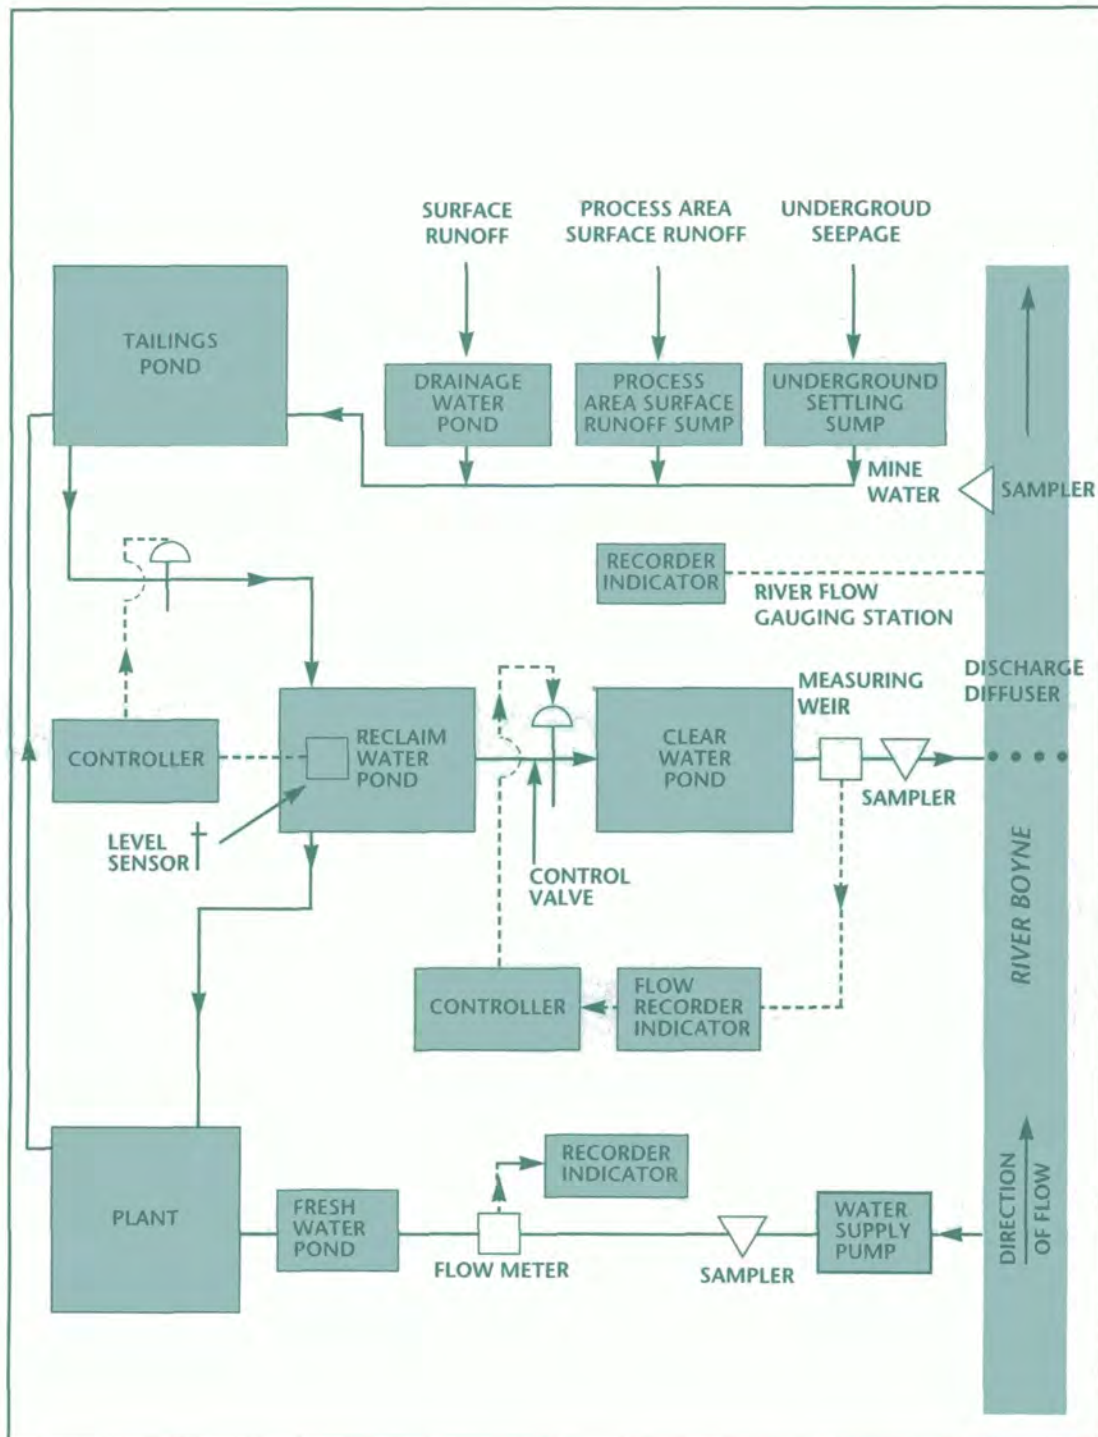 SURFACE
RUNOFF
PROCESS AREA
SURFACE RUNOFF
UNDERGROUD
SEEPAGE
TAILINGS
POND
DRAINAGE
WATER
POND
PROCESS
AREA SURFACE
RUNOFF SUMP
UNDERGROUND
SETTLING
SUMP
MINE
WATER
SAMPLER
RECORDER
INDICATOR
RIVER FLOW
GAUGING STATION
DISCHARGE
DIFFUSER
MEASURING
WEIR
CONTROLLER
RECLAIM
WATER
POND
CLEAR
WATER
POND
SAMPLER
LEVEL
SENSOR †
CONTROL
VALVE
RIVER BOYNE
CONTROLLER
FLOW
RECORDER
INDICATOR
RECORDER
INDICATOR
PLANT
FRESH
WATER
POND
FLOW METER
SAMPLER
WATER
SUPPLY
PUMP
DIRECTION
OF FLOW